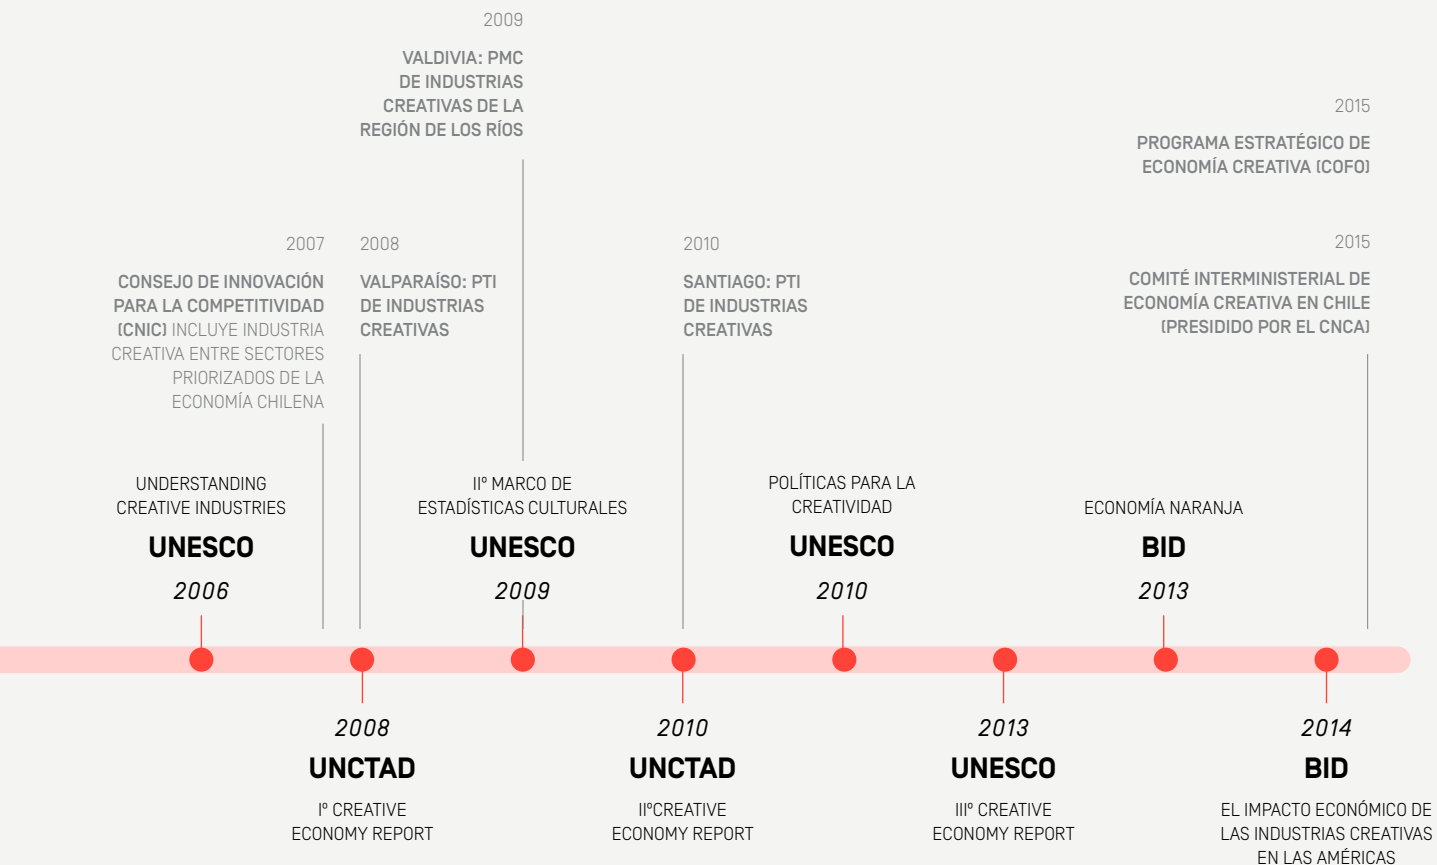 2009
VALDIVIA: PMC
DE INDUSTRIAS
CREATIVAS DE LA
REGIÓN DE LOS RÍOS
2015
PROGRAMA ESTRATÉGICO DE
ECONOMÍA CREATIVA (COFO)
2007
CONSEJO DE INNOVACIÓN
PARA LA COMPETITIVIDAD
(CNIC) INCLUYE INDUSTRIA
CREATIVA ENTRE SECTORES
PRIORIZADOS DE LA
ECONOMÍA CHILENA
2008
VALPARAÍSO: PTI
DE INDUSTRIAS
CREATIVAS
2010
SANTIAGO: PTI
DE INDUSTRIAS
CREATIVAS
2015
COMITÉ INTERMINISTERIAL DE
ECONOMÍA CREATIVA EN CHILE
(PRESIDIDO POR EL CNCA)
UNDERSTANDING
CREATIVE INDUSTRIES
UNESCO
2006
IIº MARCO DE
ESTADÍSTICAS CULTURALES
UNESCO
2009
POLÍTICAS PARA LA
CREATIVIDAD
UNESCO
2010
ECONOMÍA NARANJA
BID
2013
2008
UNCTAD
Iº CREATIVE
ECONOMY REPORT
2010
UNCTAD
IIºCREATIVE
ECONOMY REPORT
2013
UNESCO
IIIº CREATIVE
ECONOMY REPORT
2014
BID
EL IMPACTO ECONÓMICO DE
LAS INDUSTRIAS CREATIVAS
EN LAS AMÉRICAS